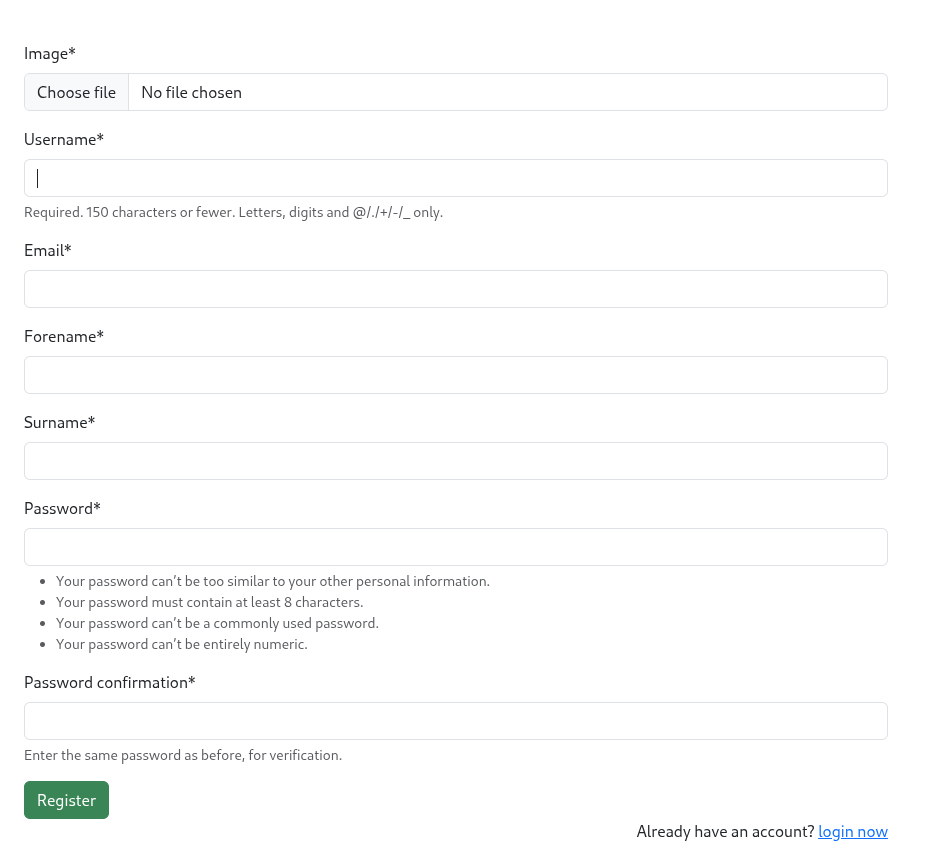 Image*
Choose file No file chosen
Username*
Required. 150 characters or fewer. Letters, digits and @/./+/-/_ only.
Email*
Forename*
Surname*
Password*
• Your password can’t be too similar to your other personal information.
• Your password must contain at least 8 characters.
• Your password can’t be a commonly used password.
• Your password can’t be entirely numeric.
Password confirmation*
Enter the same password as before, for verification.
Register
Already have an account? login now